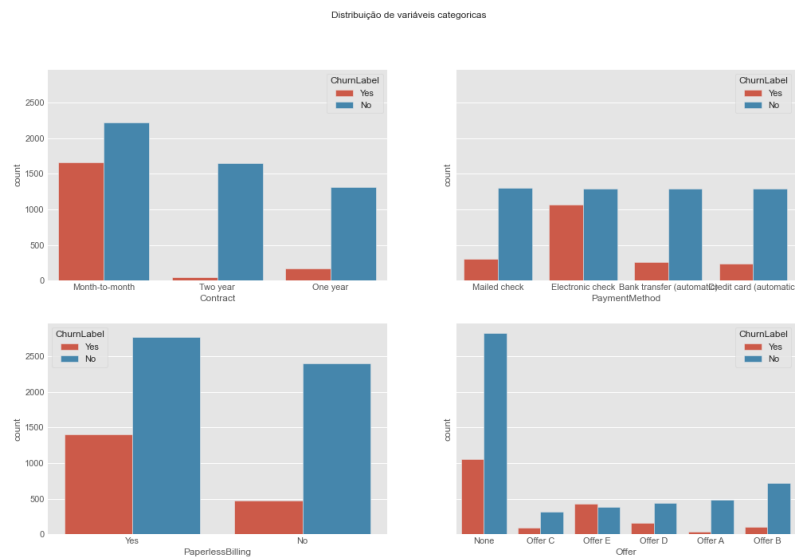 Distribuição de variáveis categoricas
ChurnLabel
Yes
No
count
2500
2000
1500
1000
500
0
Month-to-month Two year One year
Contract
ChurnLabel
Yes
No
count
Mailed check Electronic check Bank transfer (automatic) Credit card (automatic
PaymentMethod
ChurnLabel
Yes
No
count
2500
2000
1500
1000
500
0
Yes No
PaperlessBilling
ChurnLabel
Yes
No
count
None Offer C Offer E Offer D Offer A Offer B
Offer